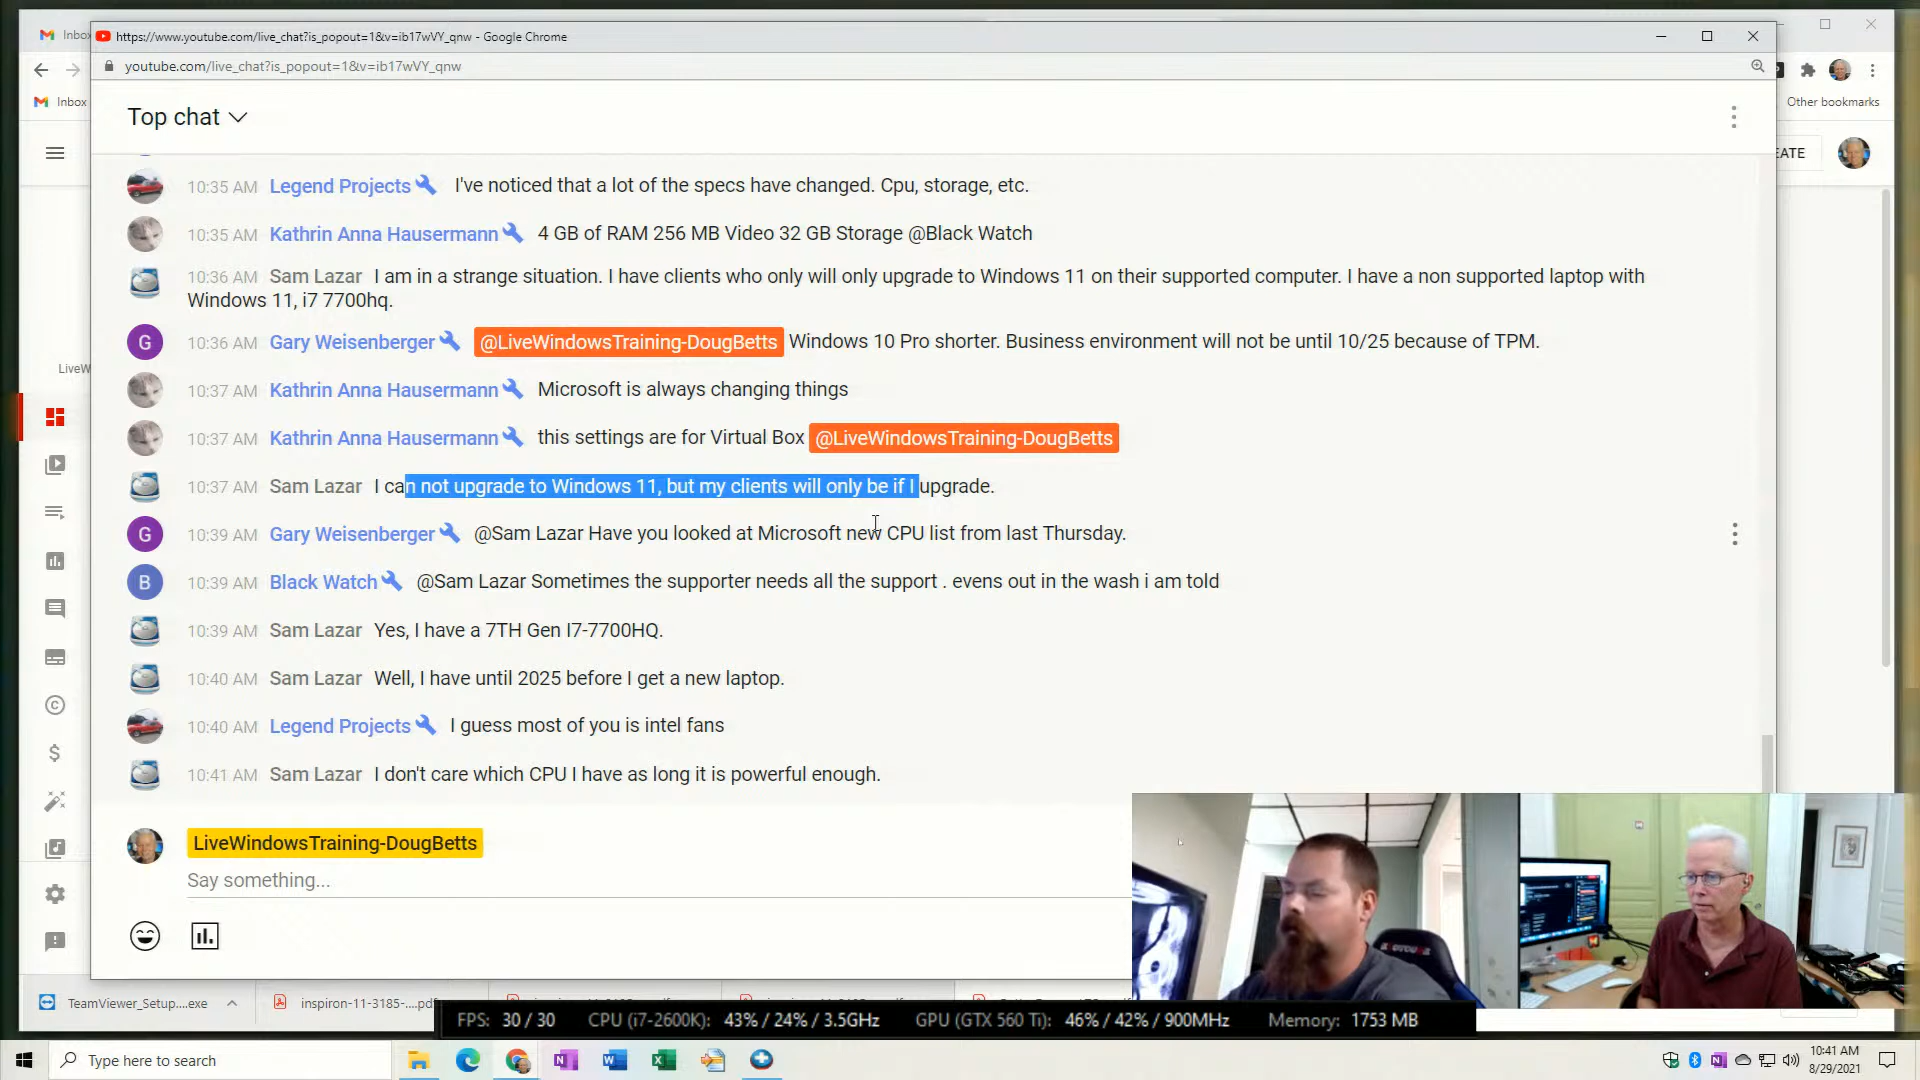 Inbo
https://www.youtube.com/live_chat?is_popout=1&v=ib17wVY_qnw - Google Chrome
youtube.com/live_chat?is_popout=1&v=ib17wVY_qnw
Inbox
Other bookmarks
Top chat
EATE
10:35 AM Legend Projects I've noticed that a lot of the specs have changed. Cpu, storage, etc.
10:35 AM Kathrin Anna Hausermann 4 GB of RAM 256 MB Video 32 GB Storage @Black Watch
10:36 AM Sam Lazar I am in a strange situation. I have clients who only will only upgrade to Windows 11 on their supported computer. I have a non supported laptop with
Windows 11, i7 7700hq.
G 10:36 AM Gary Weisenberger @LiveWindowsTraining-DougBetts Windows 10 Pro shorter. Business environment will not be until 10/25 because of TPM.
LiveW
10:37 AM Kathrin Anna Hausermann Microsoft is always changing things
10:37 AM Kathrin Anna Hausermann this settings are for Virtual Box @LiveWindowsTraining-DougBetts
10:37 AM Sam Lazar I can not upgrade to Windows 11, but my clients will only be if I upgrade.
G 10:39 AM Gary Weisenberger @Sam Lazar Have you looked at Microsoft new CPU list from last Thursday.
B 10:39 AM Black Watch @Sam Lazar Sometimes the supporter needs all the support . evens out in the wash i am told
10:39 AM Sam Lazar Yes, I have a 7TH Gen I7-7700HQ.
10:40 AM Sam Lazar Well, I have until 2025 before I get a new laptop.
10:40 AM Legend Projects I guess most of you is intel fans
10:41 AM Sam Lazar I don't care which CPU I have as long it is powerful enough.
LiveWindowsTraining-DougBetts
Say something...
TeamViewer_Setup....exe inspiron-11-3185-....pdf
FPS: 30 / 30 CPU (i7-2600K): 43% / 24% / 3.5GHz GPU (GTX 560 Ti): 46% / 42% / 900MHz Memory: 1753 MB
Type here to search
10:41 AM
8/29/2021